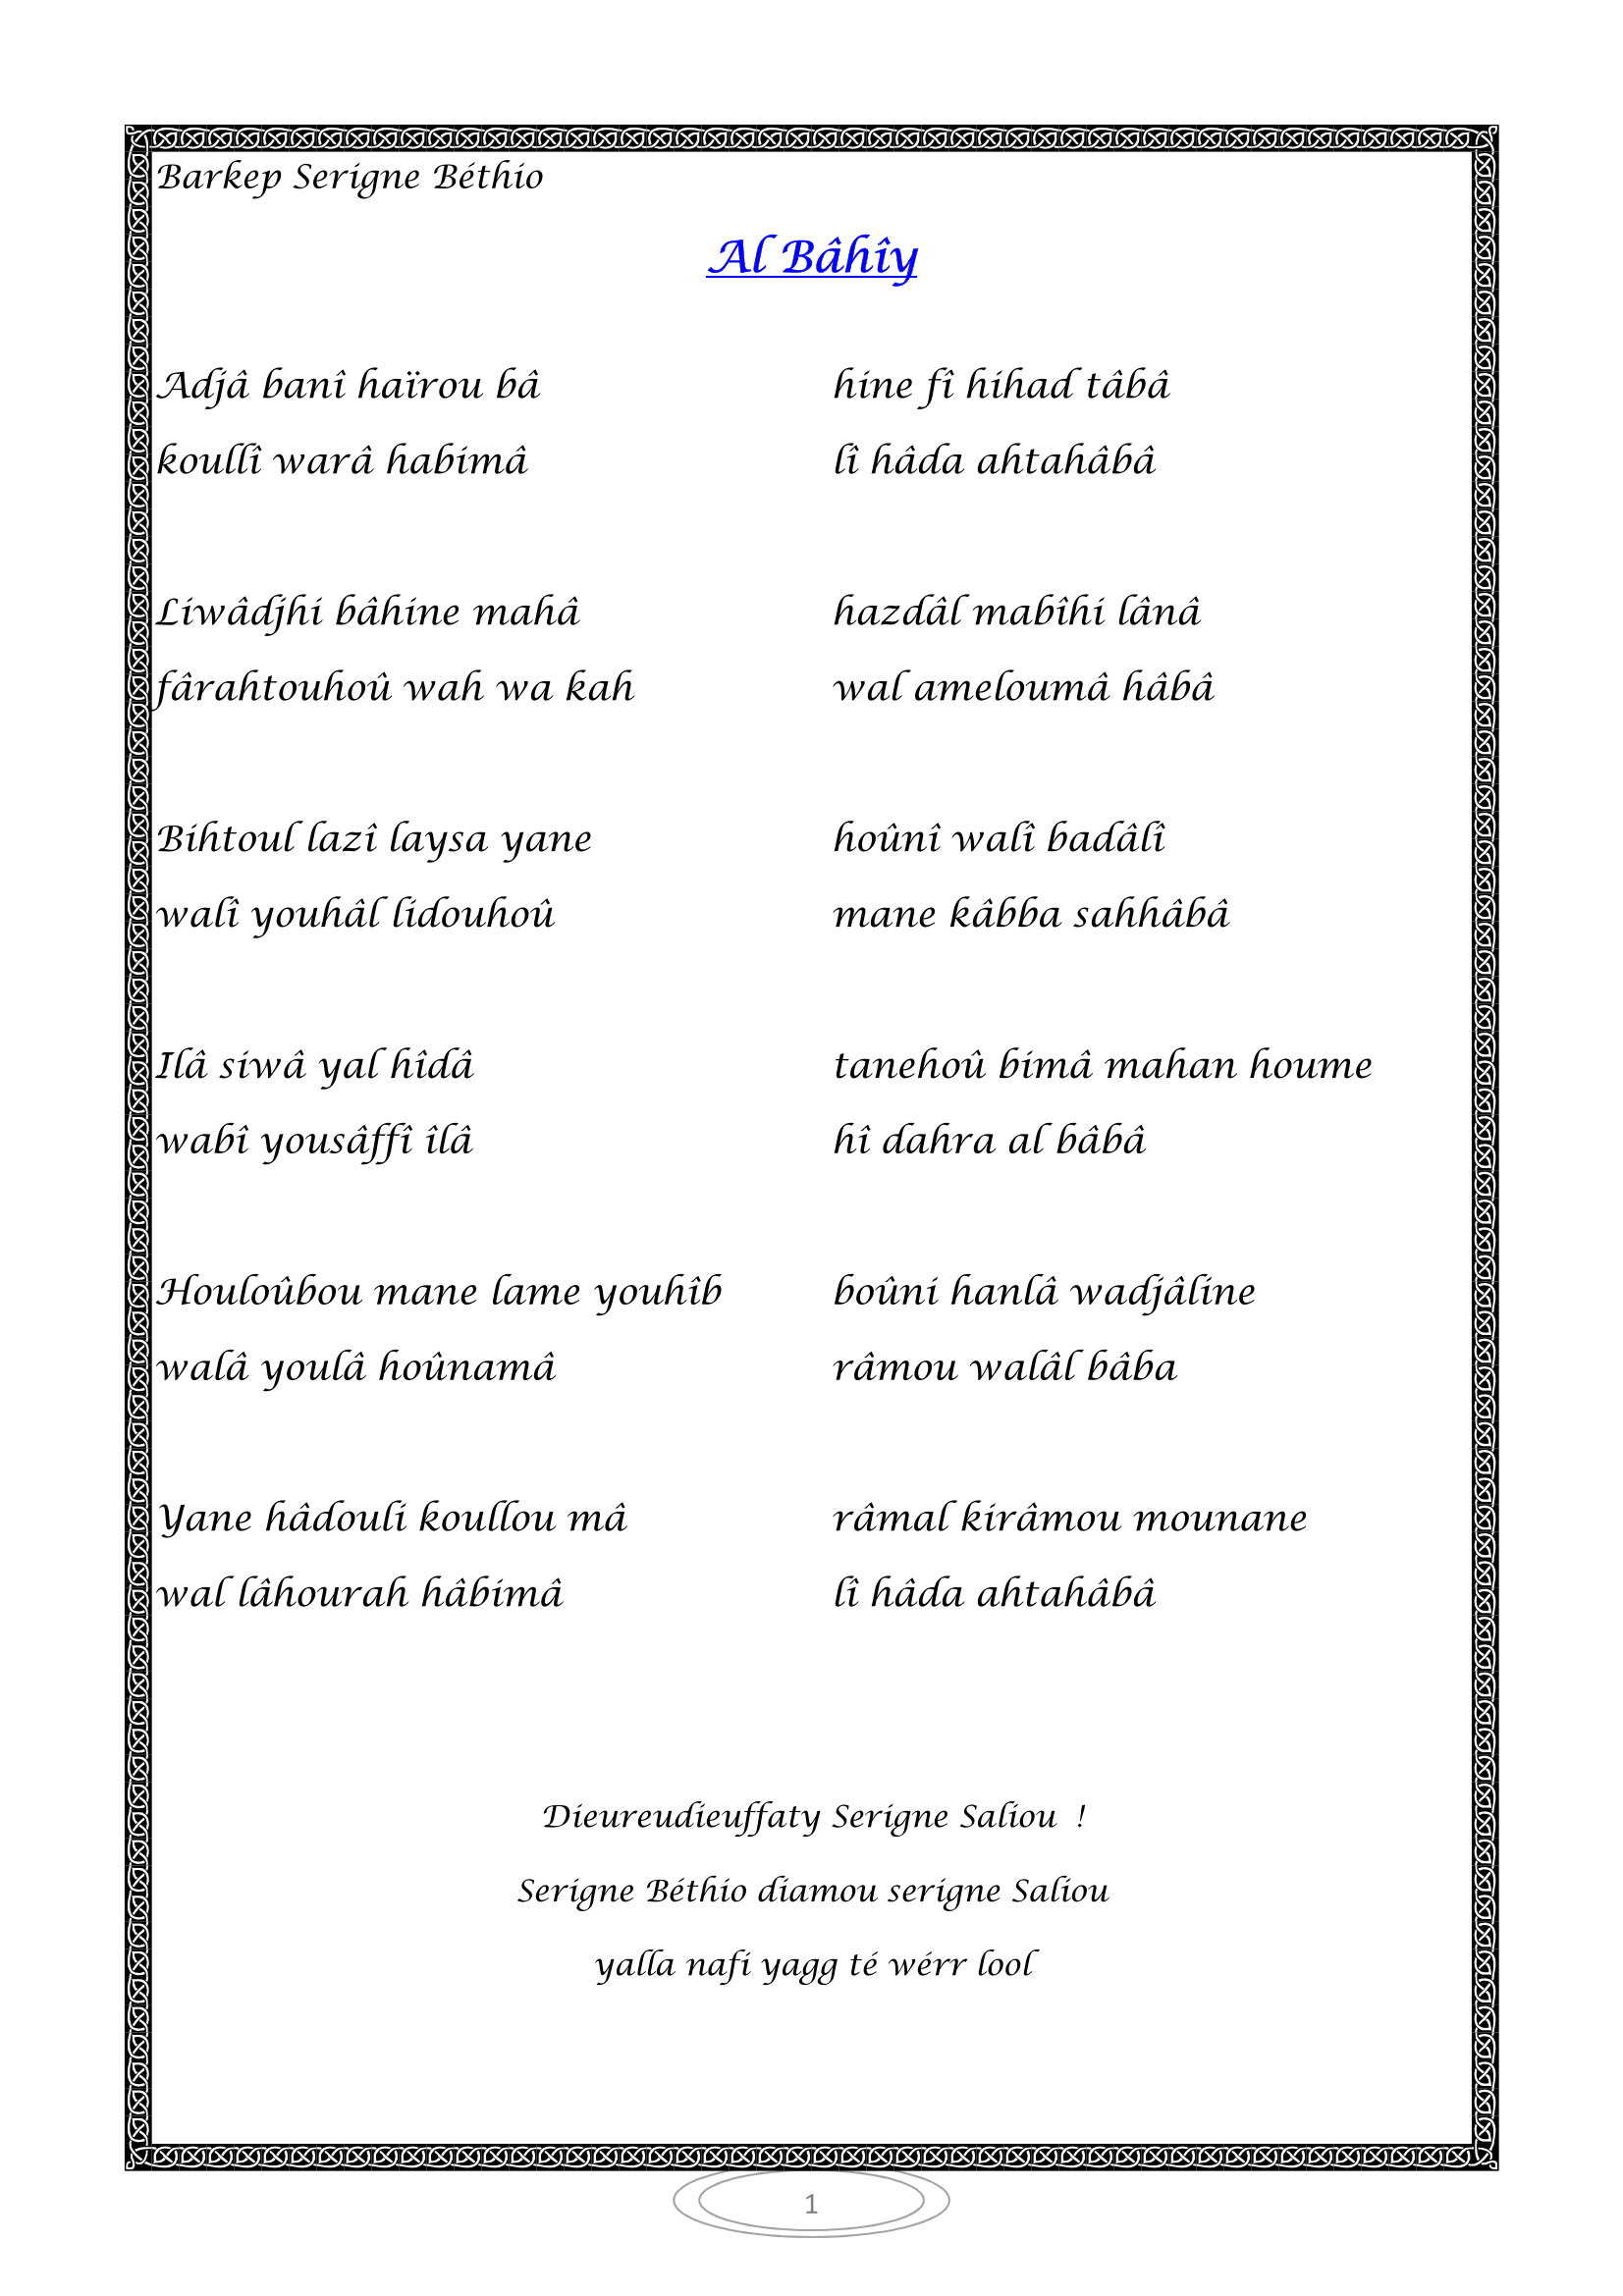 Barkep Serigne Béthio
Al Bâhîy
Adjâ banî haïrou bâ hine fî hihad tâbâ
koullî warâ habimâ lî hâda ahtahâbâ
Liwâdjhi bâhine mahâ hazdâl mabîhi lânâ
fârahtouhoû wah wa kah wal ameloumâ hâbâ
Bihtoul lazî laysa yane hoûnî walî badâlî
walî youhâl lidouhoû mane kâbba sahhâbâ
Ilâ siwâ yal hîdâ tanehoû bimâ mahan houme
wabî yousâffî îlâ hî dahra al bâbâ
Houloûbou mane lame youhîb boûni hanlâ wadjâline
walâ youlâ hoûnamâ râmou walâl bâba
Yane hâdouli koullou mâ râmal kirâmou mounane
wal lâhourah hâbimâ lî hâda ahtahâbâ
Dieureudieuffaty Serigne Saliou !
Serigne Béthio diamou serigne Saliou
yalla nafi yagg té wérr lool
1